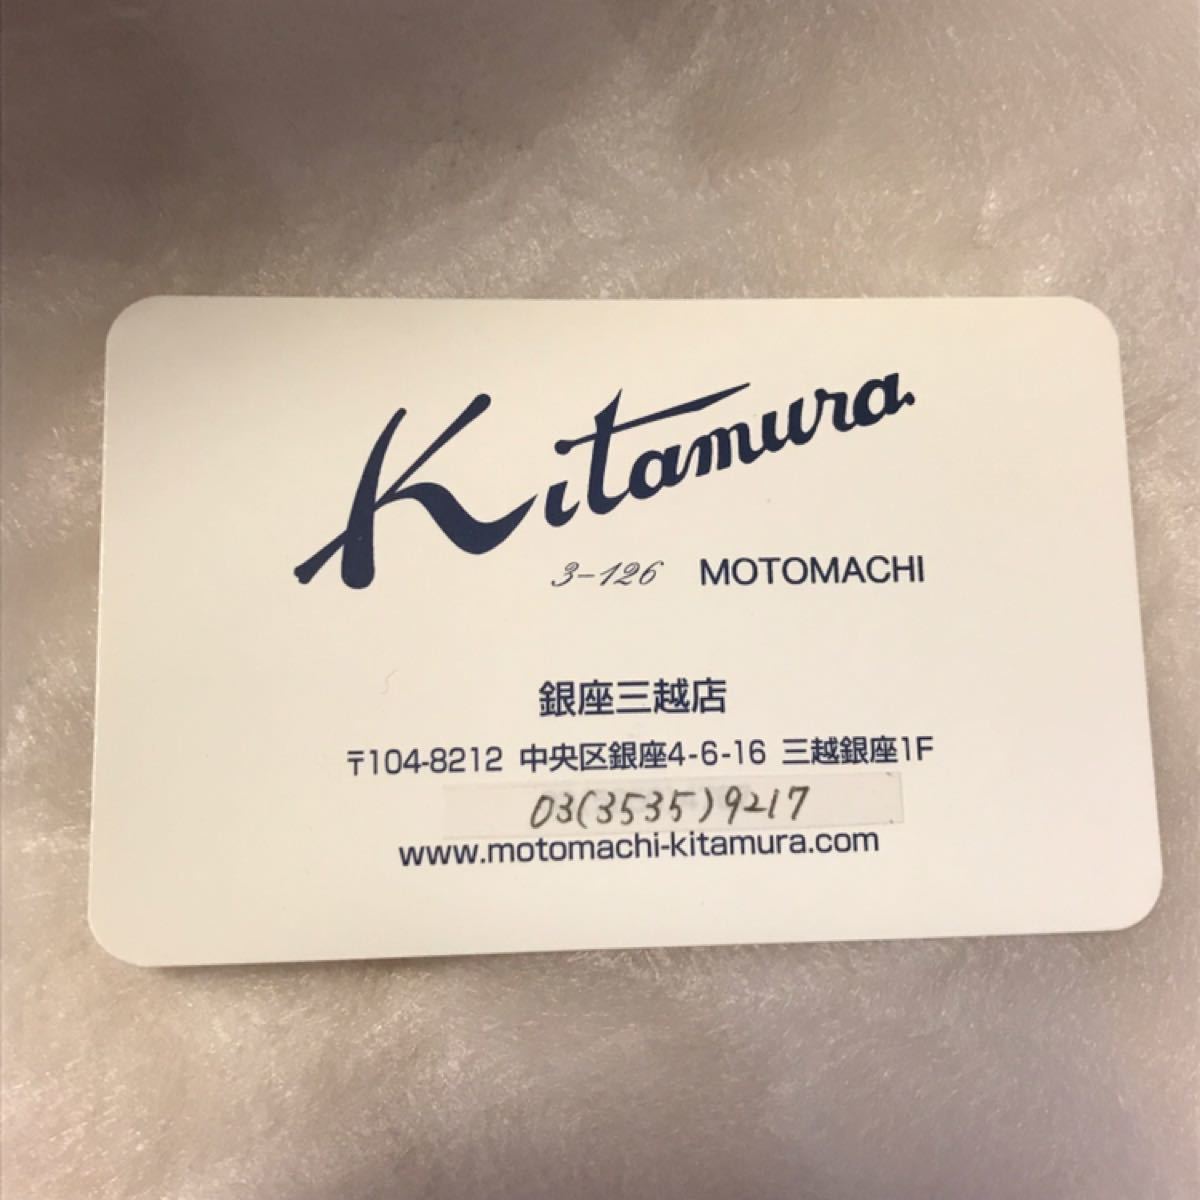 Kitamura.
3-126 MOTOMACHI
銀座三越店
〒104-8212 中央区銀座4-6-16 三越銀座1F
03(3535)9217
www.motomachi-kitamura.com